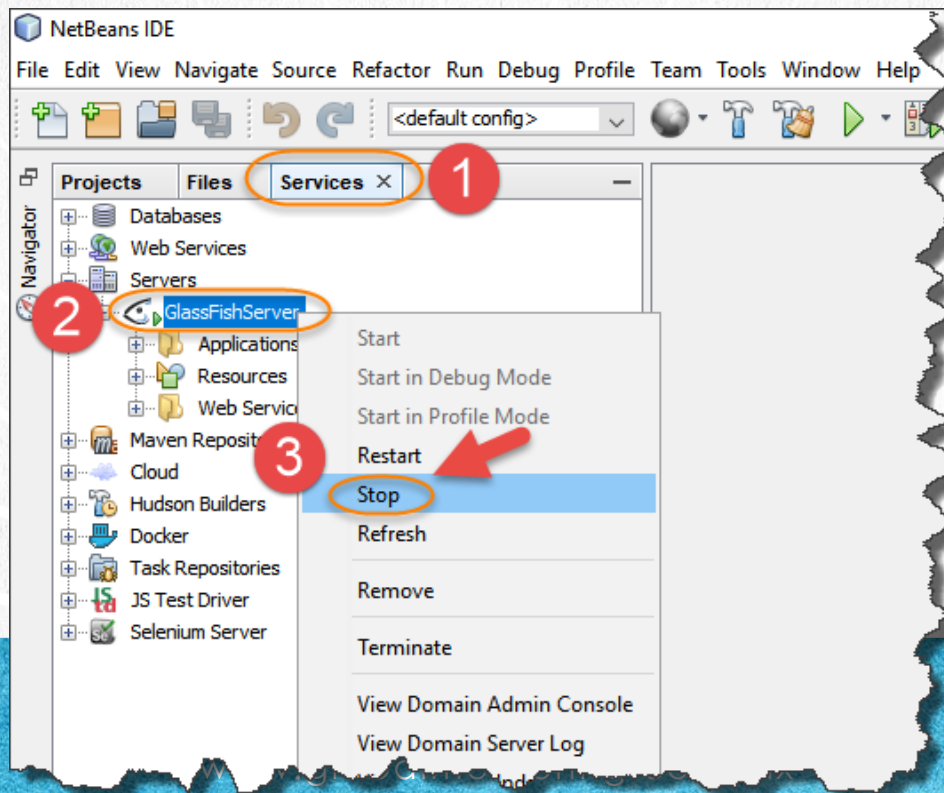 NetBeans IDE
File Edit View Navigate Source Refactor Run Debug Profile Team Tools Window Help
<default config>
Projects Files Services × 1
Navigator
Databases
Web Services
Servers
2 GlassFishServer
Applications
Resources
Web Servic
Maven Reposit
Cloud
Hudson Builders
Docker
Task Repositories
JS Test Driver
Selenium Server
Start
Start in Debug Mode
Start in Profile Mode
Restart
3 Stop
Refresh
Remove
Terminate
View Domain Admin Console
View Domain Server Log